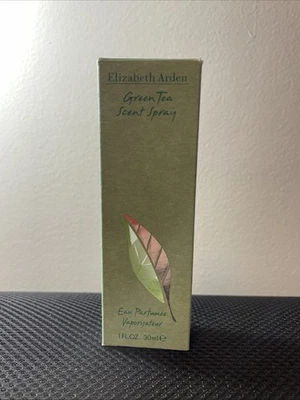 Elizabeth Arden
Green Tea
Scent Spray
Eau Parfumée
Vaporisateur
1 FL.OZ. 30ml e